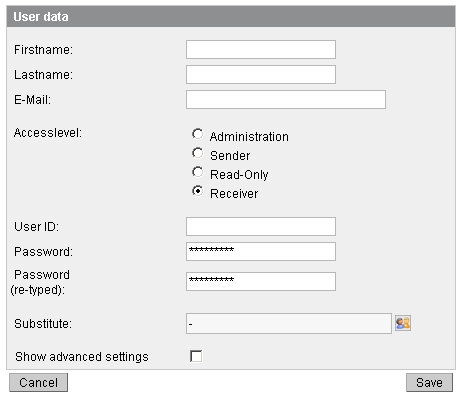 User data
Firstname:
Lastname:
E-Mail:
Accesslevel:
Administration
Sender
Read-Only
Receiver
User ID:
Password: *********
Password
(re-typed): *********
Substitute: -
Show advanced settings
Cancel Save